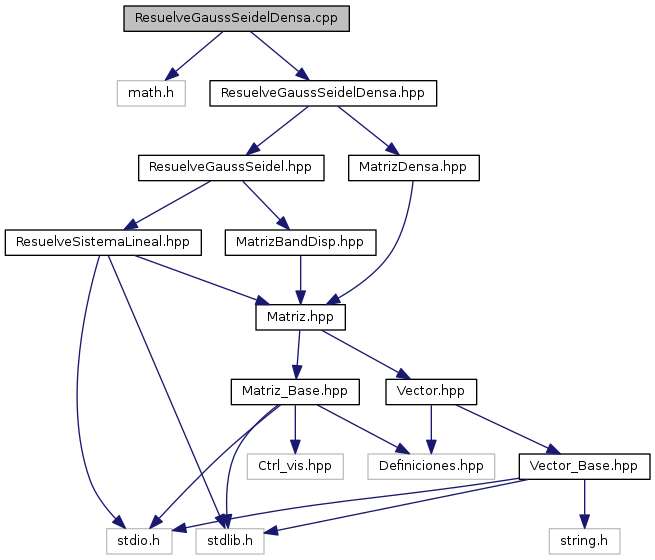 ResuelveGaussSeidelDensa.cpp
math.h
ResuelveGaussSeidelDensa.hpp
ResuelveGaussSeidel.hpp
MatrizDensa.hpp
ResuelveSistemaLineal.hpp
MatrizBandDisp.hpp
Matriz.hpp
Matriz_Base.hpp
Vector.hpp
Ctrl_vis.hpp
Definiciones.hpp
Vector_Base.hpp
stdio.h
stdlib.h
string.h